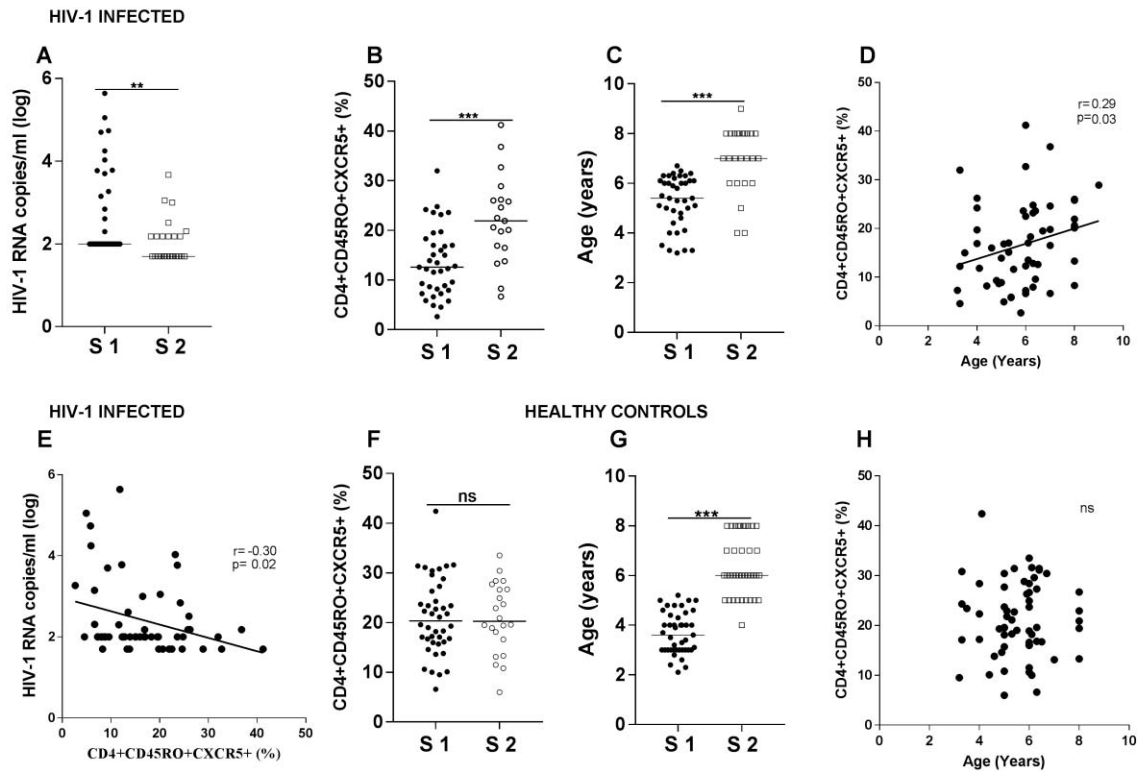 HIV-1 INFECTED
A
HIV-1 RNA copies/ml (log)
6
4
2
0
**
S 1
S 2
B
CD4+CD45RO+CXCR5+ (%)
50
40
30
20
10
0
***
S 1
S 2
C
Age (years)
10
8
6
4
2
0
***
S 1
S 2
D
CD4+CD45RO+CXCR5+ (%)
50
40
30
20
10
0
r=0.29
p=0.03
0 2 4 6 8 10
Age (Years)
HIV-1 INFECTED
E
HIV-1 RNA copies/ml (log)
6
4
2
0
r= -0.30
p= 0.02
0 10 20 30 40 50
CD4+CD45RO+CXCR5+ (%)
HEALTHY CONTROLS
F
CD4+CD45RO+CXCR5+ (%)
50
40
30
20
10
0
ns
S 1
S 2
G
Age (years)
10
8
6
4
2
0
***
S 1
S 2
H
CD4+CD45RO+CXCR5+ (%)
50
40
30
20
10
0
ns
0 2 4 6 8 10
Age (Years)